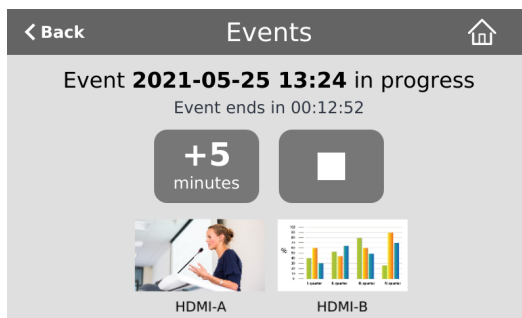 Back
Events
Event 2021-05-25 13:24 in progress
Event ends in 00:12:52
+5
minutes
HDMI-A
HDMI-B